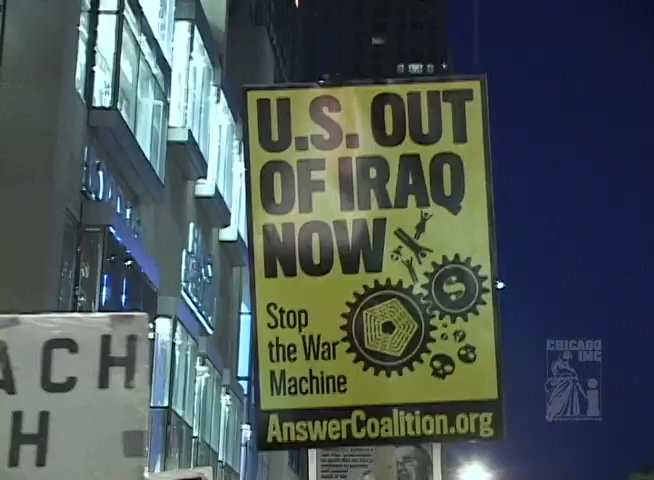 U.S. OUT
OF IRAQ
NOW
Stop
the War
Machine
$
AnswerCoalition.org
ACH
H
CHICAGO
INC
i